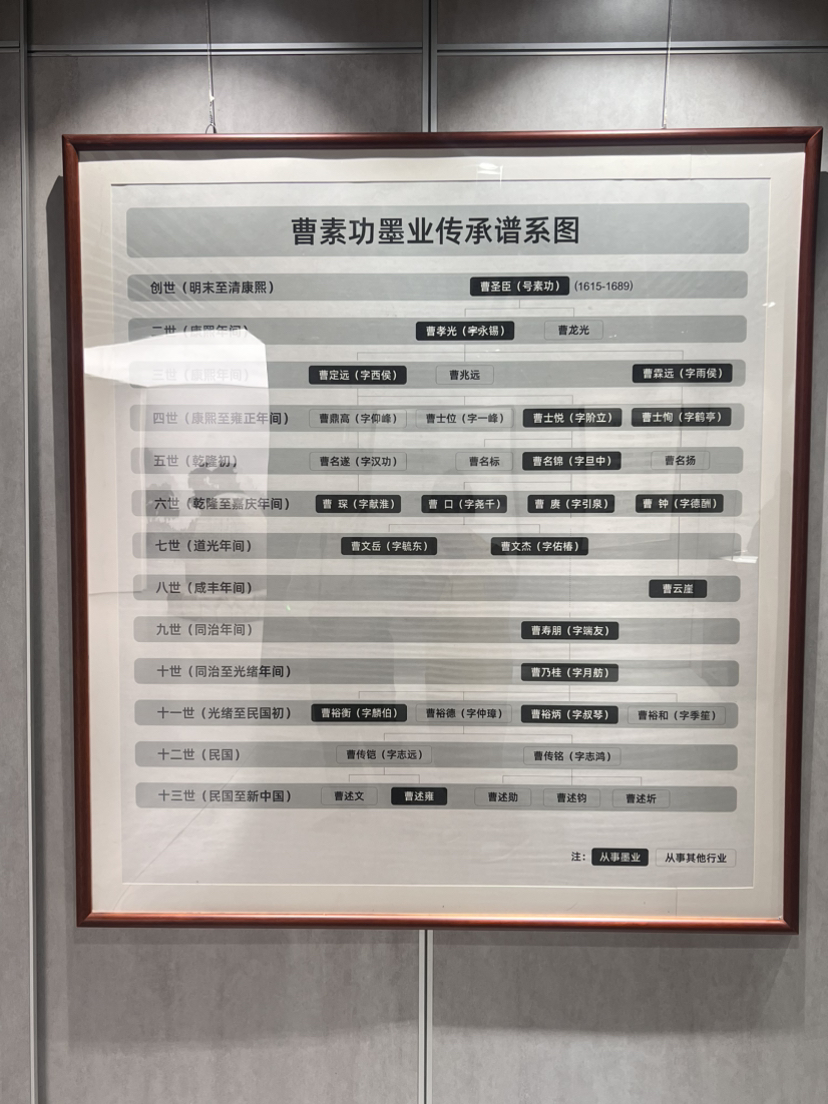 曹素功墨业传承谱系图
创世（明末至清康熙） 曹圣臣（号素功） (1615-1689)
二世（康熙年间） 曹孝光（字永锡） 曹龙光
三世（康熙年间） 曹定远（字西侯） 曹兆远 曹霖远（字雨侯）
四世（康熙至雍正年间） 曹鼎高（字仰峰） 曹士位（字一峰） 曹士悦（字阶立） 曹士恂（字鹤亭）
五世（乾隆初） 曹名遂（字汉功） 曹名标 曹名锦（字旦中） 曹名扬
六世（乾隆至嘉庆年间） 曹 琛（字献淮） 曹 口（字尧千） 曹 赓（字引泉） 曹 钟（字德酬）
七世（道光年间） 曹文岳（字毓东） 曹文杰（字佑椿）
八世（咸丰年间） 曹云崖
九世（同治年间） 曹寿朋（字端友）
十世（同治至光绪年间） 曹乃桂（字月舫）
十一世（光绪至民国初） 曹裕衡（字麟伯） 曹裕德（字仲璋） 曹裕炳（字叔琴） 曹裕和（字季笙）
十二世（民国） 曹传铠（字志远） 曹传铭（字志鸿）
十三世（民国至新中国） 曹述文 曹述雍 曹述勋 曹述钧 曹述圻
注： 从事墨业 从事其他行业